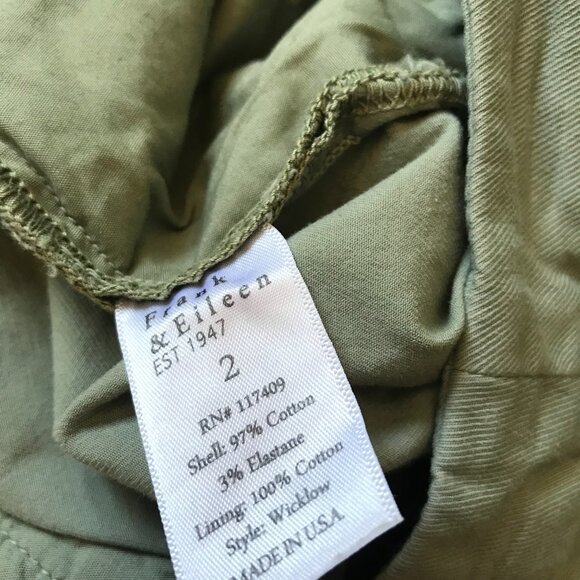 Frank
& Eileen
EST 1947
2
RN# 117409
Shell: 97% Cotton
3% Elastane
Lining: 100% Cotton
Style: Wicklow
MADE IN U.S.A